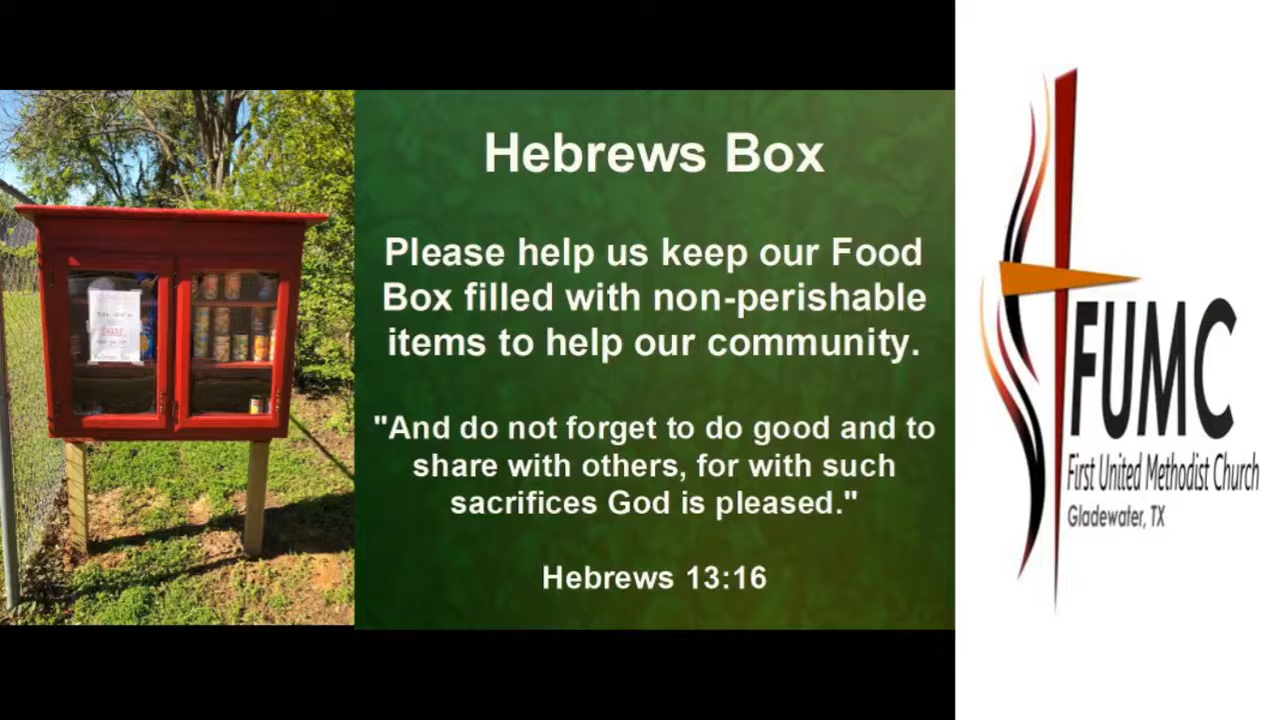 Hebrews Box
Please help us keep our Food
Box filled with non-perishable
items to help our community.
"And do not forget to do good and to
share with others, for with such
sacrifices God is pleased."
Hebrews 13:16
FUMC
First United Methodist Church
Gladewater, TX